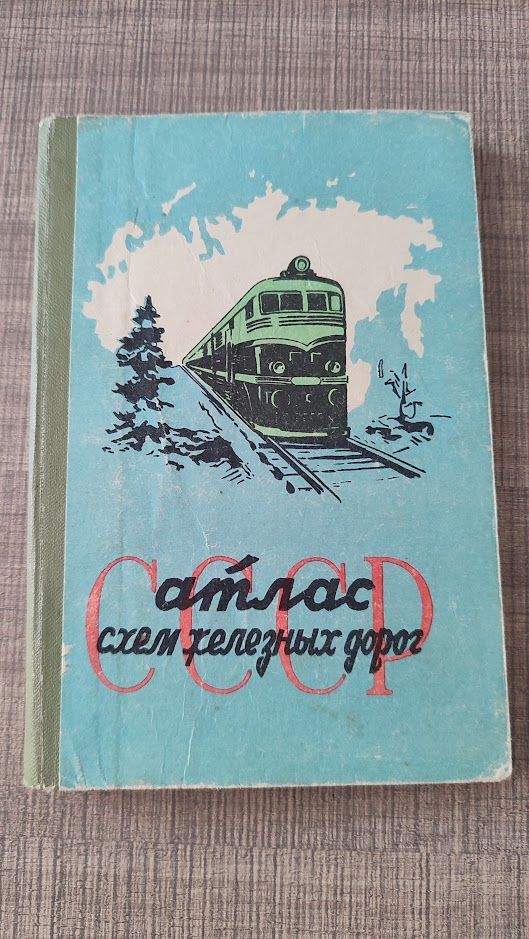 атлас
схем железных дорог
СССР